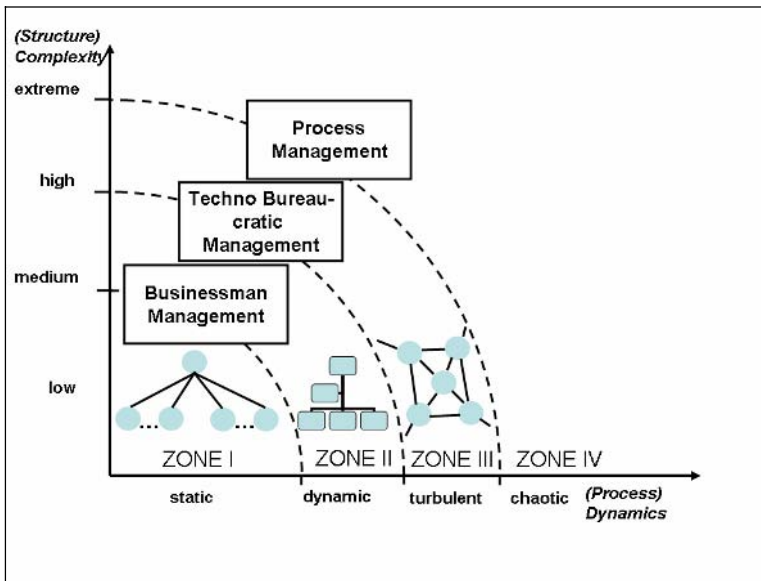 (Structure)
Complexity
extreme
Process
Management
high
Techno Bureau-
cratic
Management
medium
Businessman
Management
low
...
...
ZONE I
ZONE II
ZONE III
ZONE IV
static
dynamic
turbulent
chaotic
(Process)
Dynamics